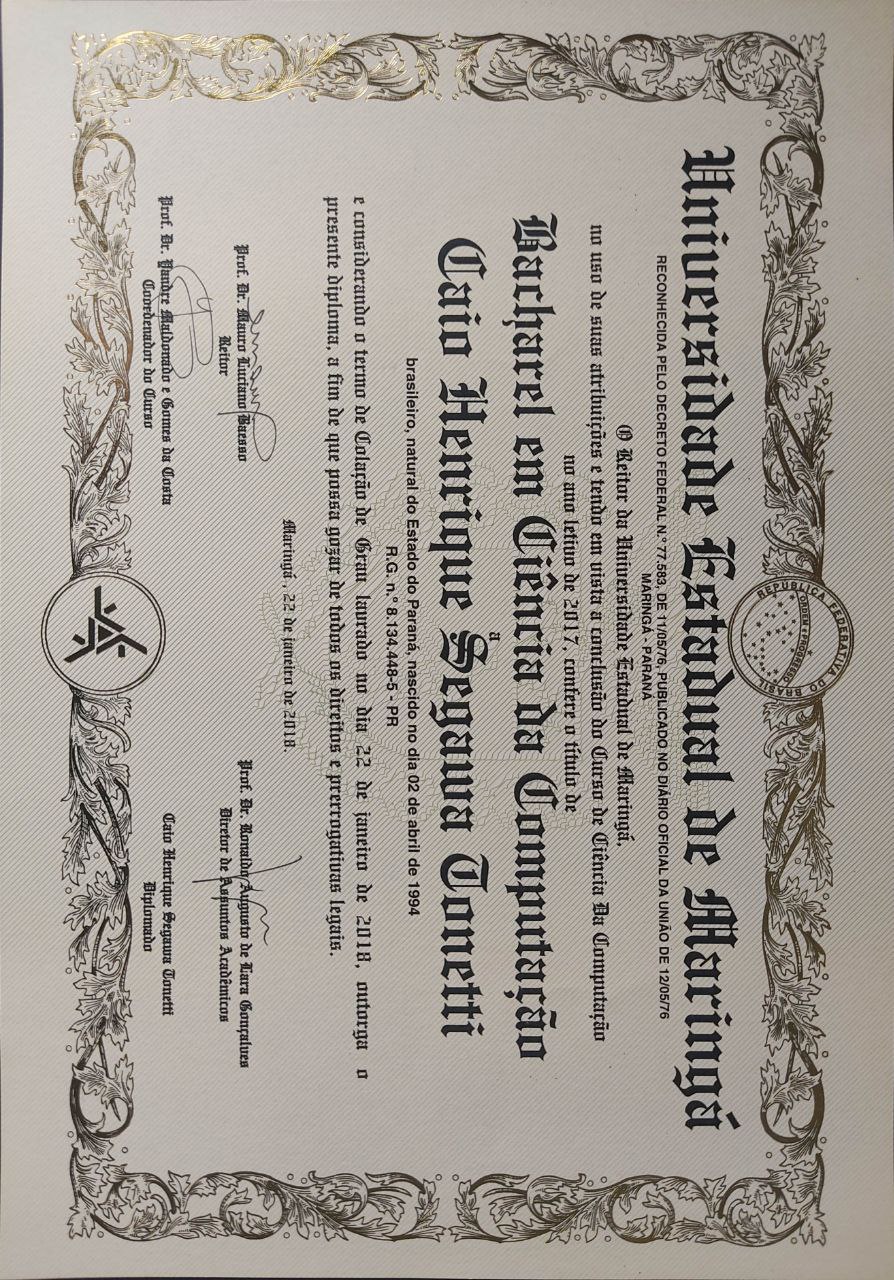 REPÚBLICA FEDERATIVA DO BRASIL
ORDEM E PROGRESSO
Universidade Estadual de Maringá
RECONHECIDA PELO DECRETO FEDERAL N.º 77.583, DE 11/05/76, PUBLICADO NO DIÁRIO OFICIAL DA UNIÃO DE 12/05/76
MARINGÁ - PARANÁ
O Reitor da Universidade Estadual de Maringá,
no uso de suas atribuições e tendo em vista a conclusão do Curso de Ciência Da Computação
no ano letivo de 2017, confere o título de
Bacharel em Ciência da Computação
a
Caio Henrique Segawa Tonetti
brasileiro, natural do Estado do Paraná, nascido no dia 02 de abril de 1994
R.G. n.º 8.134.448-5 - PR
e considerando o termo de Colação de Grau lavrado no dia 22 de janeiro de 2018, outorga o
presente diploma, a fim de que possa gozar de todos os direitos e prerrogativas legais.
Maringá, 22 de janeiro de 2018.
Prof. Dr. Mauro Luciano Baesso
Reitor
Prof. Dr. Ronaldo Augusto de Lara Gonçalves
Diretor de Assuntos Acadêmicos
Prof. Dr. Yandre Maldonado e Gomes da Costa
Coordenador do Curso
Caio Henrique Segawa Tonetti
Diplomado